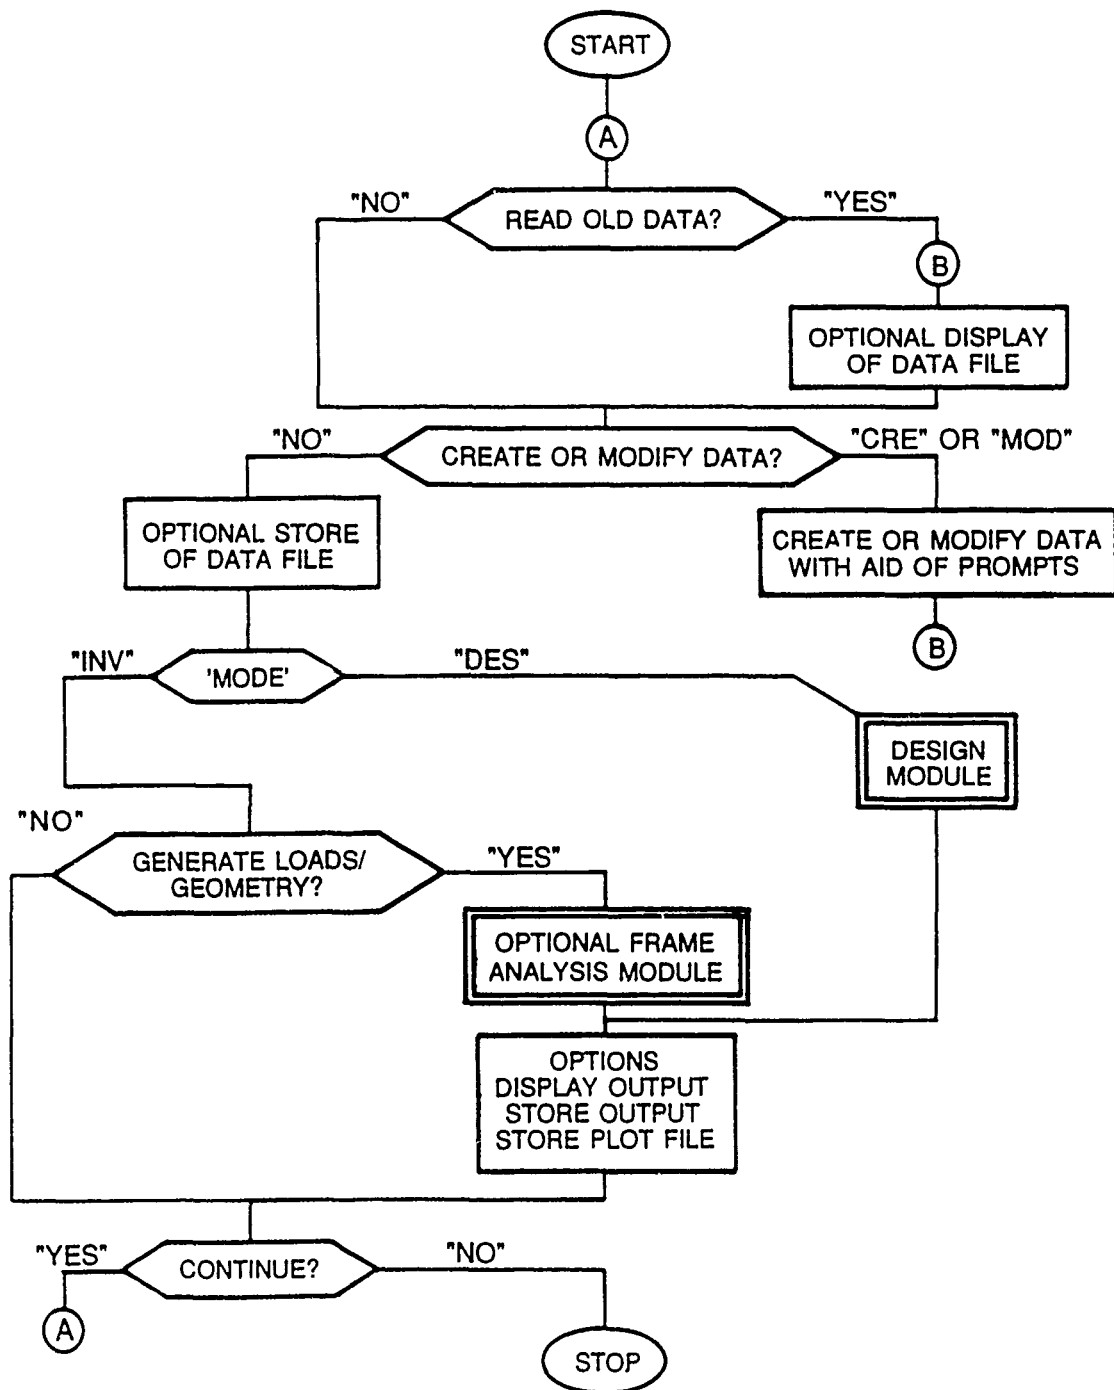 START
A
"NO"
READ OLD DATA?
"YES"
B
OPTIONAL DISPLAY
OF DATA FILE
"NO"
CREATE OR MODIFY DATA?
"CRE" OR "MOD"
OPTIONAL STORE
OF DATA FILE
CREATE OR MODIFY DATA
WITH AID OF PROMPTS
B
"INV"
'MODE'
"DES"
DESIGN
MODULE
"NO"
GENERATE LOADS/
GEOMETRY?
"YES"
OPTIONAL FRAME
ANALYSIS MODULE
OPTIONS
DISPLAY OUTPUT
STORE OUTPUT
STORE PLOT FILE
"YES"
CONTINUE?
"NO"
A
STOP